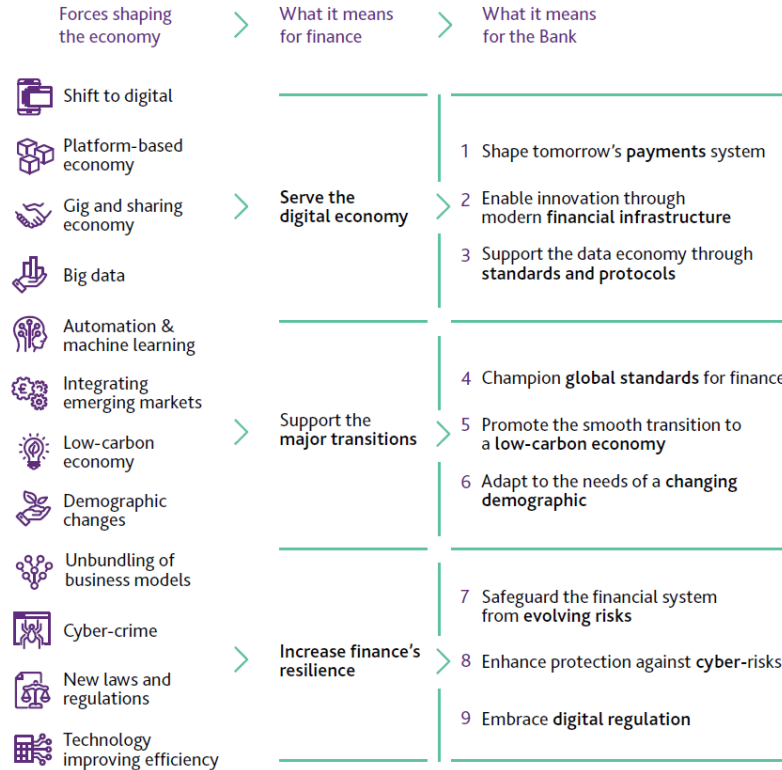 Forces shaping
the economy
What it means
for finance
What it means
for the Bank
Shift to digital
Platform-based
economy
Gig and sharing
economy
Big data
Automation &
machine learning
Integrating
emerging markets
Low-carbon
economy
Demographic
changes
Unbundling of
business models
Cyber-crime
New laws and
regulations
Technology
improving efficiency
Serve the
digital economy
1 Shape tomorrow's payments system
2 Enable innovation through
modern financial infrastructure
3 Support the data economy through
standards and protocols
Support the
major transitions
4 Champion global standards for finance
5 Promote the smooth transition to
a low-carbon economy
6 Adapt to the needs of a changing
demographic
Increase finance's
resilience
7 Safeguard the financial system
from evolving risks
8 Enhance protection against cyber-risks
9 Embrace digital regulation